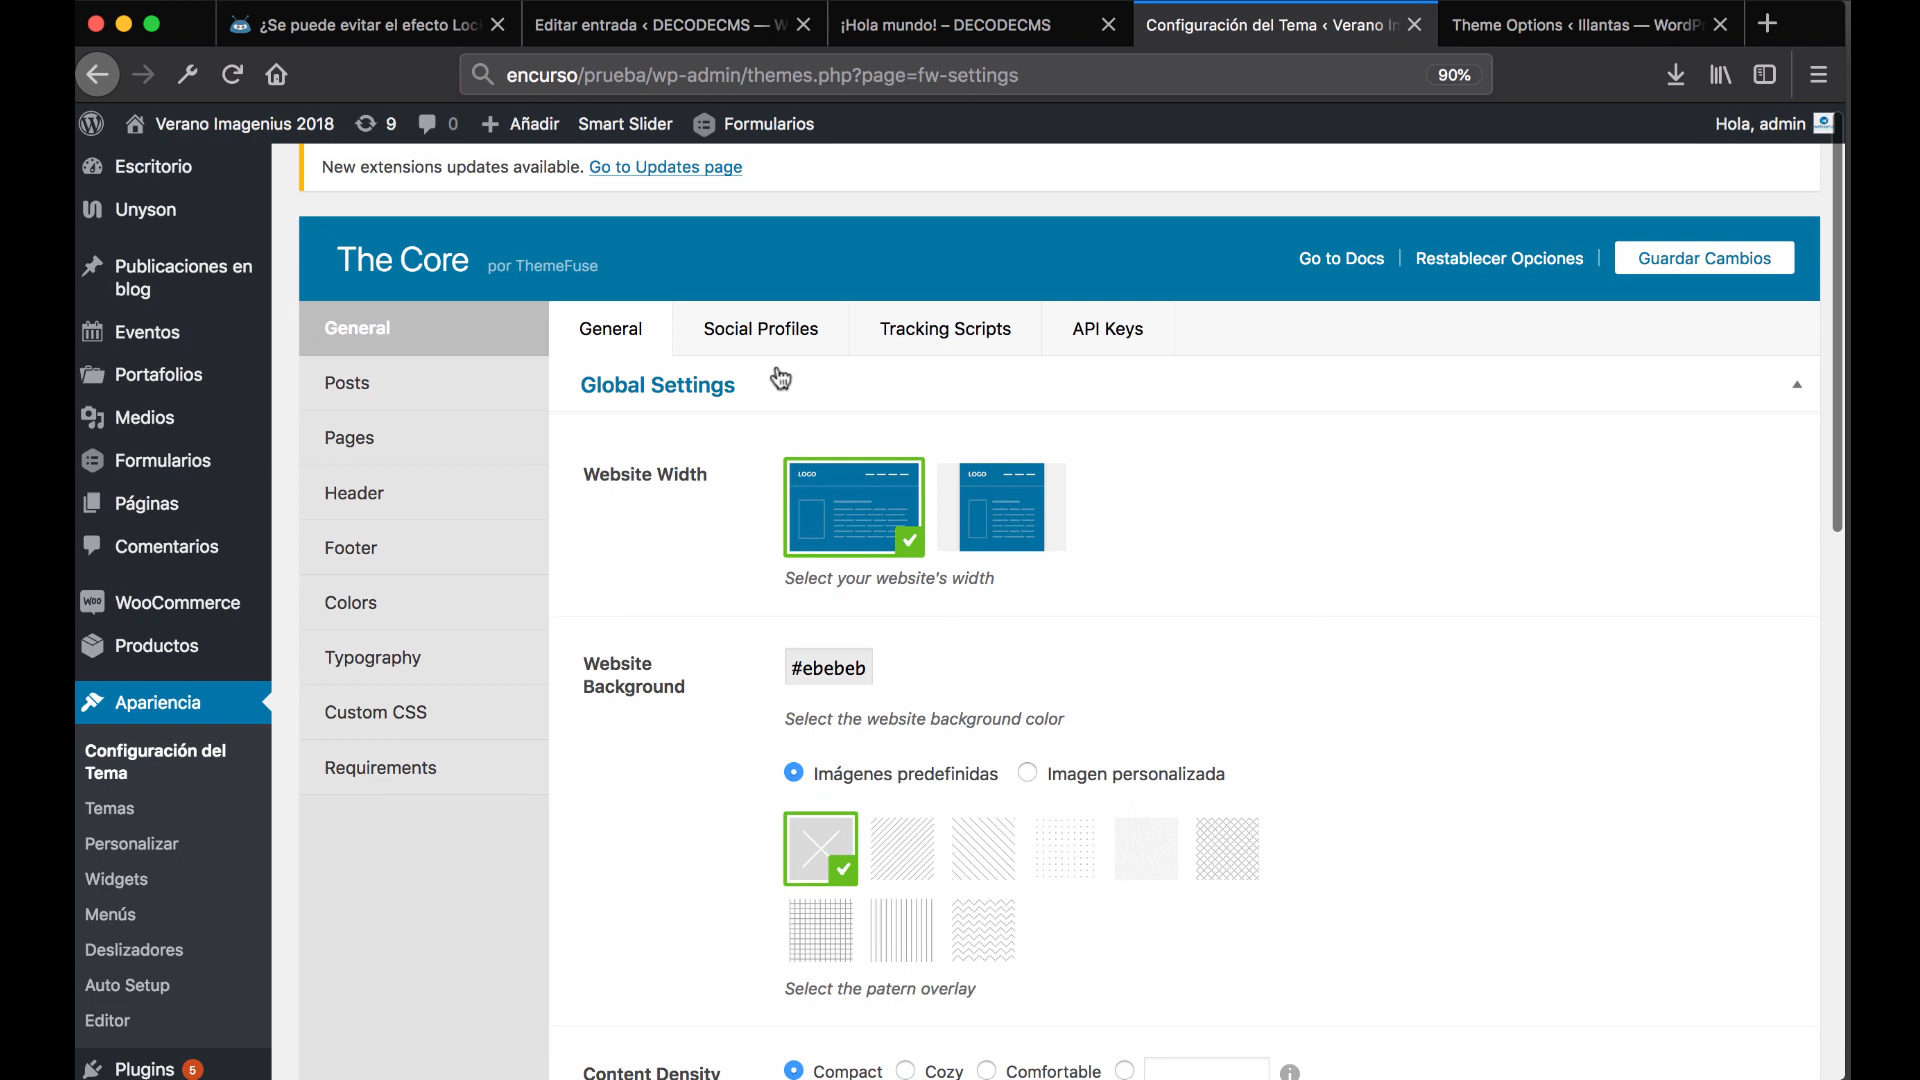 ¿Se puede evitar el efecto Loc
Editar entrada ‹ DECODECMS — W
¡Hola mundo! – DECODECMS
Configuración del Tema ‹ Verano In
Theme Options ‹ Illantas — WordP
encurso/prueba/wp-admin/themes.php?page=fw-settings
90%
Verano Imagenius 2018
9
0
Añadir
Smart Slider
Formularios
Hola, admin
Escritorio
Unyson
Publicaciones en
blog
Eventos
Portafolios
Medios
Formularios
Páginas
Comentarios
WooCommerce
Productos
Apariencia
Configuración del
Tema
Temas
Personalizar
Widgets
Menús
Deslizadores
Auto Setup
Editor
Plugins 5
New extensions updates available. Go to Updates page
The Core por ThemeFuse
Go to Docs
Restablecer Opciones
Guardar Cambios
General
Posts
Pages
Header
Footer
Colors
Typography
Custom CSS
Requirements
General
Social Profiles
Tracking Scripts
API Keys
Global Settings
Website Width
LOGO
LOGO
Select your website's width
Website
Background
#ebebeb
Select the website background color
Imágenes predefinidas
Imagen personalizada
Select the patern overlay
Content Density
Compact
Cozy
Comfortable